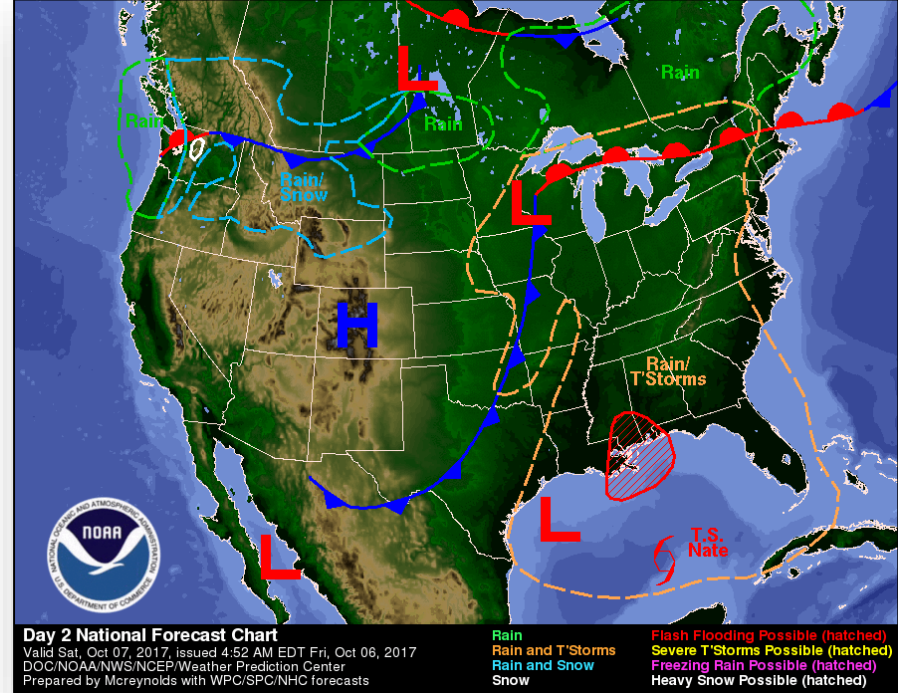 Rain
L
Rain
Rain
Rain/
Snow
L
H
Rain/
T'Storms
L
T.S.
Nate
L
NATIONAL OCEANIC AND ATMOSPHERIC ADMINISTRATION
NOAA
U.S. DEPARTMENT OF COMMERCE
Day 2 National Forecast Chart
Valid Sat, Oct 07, 2017, issued 4:52 AM EDT Fri, Oct 06, 2017
DOC/NOAA/NWS/NCEP/Weather Prediction Center
Prepared by Mcreynolds with WPC/SPC/NHC forecasts
Rain
Rain and T'Storms
Rain and Snow
Snow
Flash Flooding Possible (hatched)
Severe T'Storms Possible (hatched)
Freezing Rain Possible (hatched)
Heavy Snow Possible (hatched)